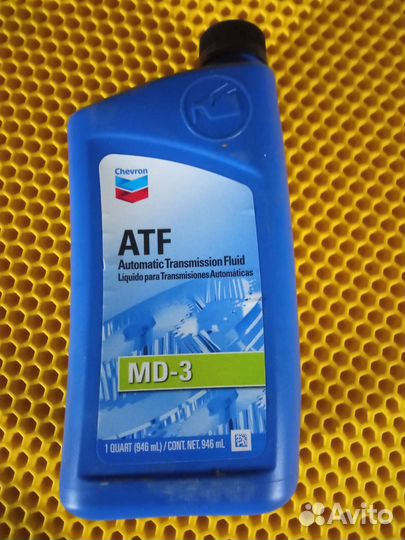 Chevron
ATF
Automatic Transmission Fluid
Líquido para Transmisiones Automáticas
MD-3
1 QUART (946 mL) / CONT. NET. 946 mL
Avito